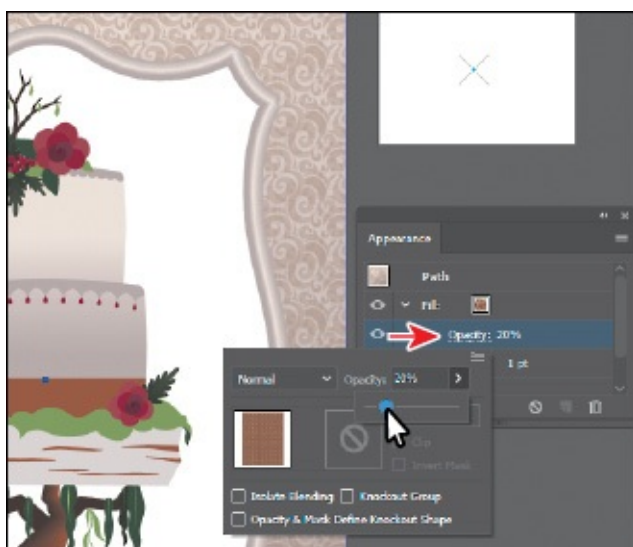 Appearance
Path
Fill:
Opacity: 20%
1 pt
Normal
Opacity: 20%
Clip
Invert Mask
Isolate Blending
Knockout Group
Opacity & Mask Define Knockout Shape